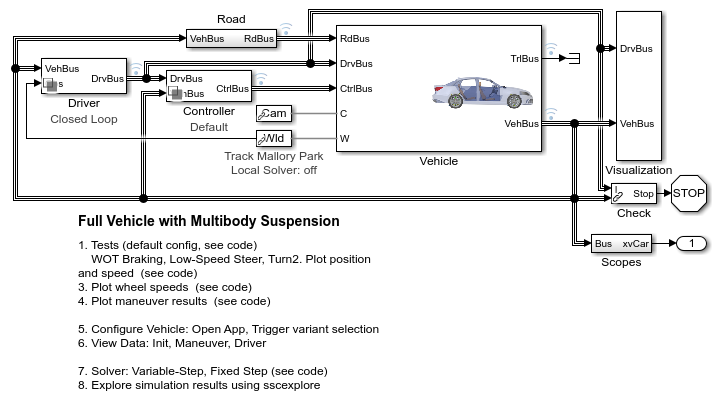 Road
VehBus RdBus
VehBus
s
DrvBus
Driver
Closed Loop
DrvBus
nBus
CtrlBus
Controller
Default
RdBus
DrvBus
CtrlBus
C
W
TrlBus
VehBus
Vehicle
Cam
Wld
Track Mallory Park
Local Solver: off
DrvBus
VehBus
Visualization
Stop
Check
STOP
Bus xvCar
Scopes
1
Full Vehicle with Multibody Suspension
1. Tests (default config, see code)
WOT Braking, Low-Speed Steer, Turn2. Plot position
and speed (see code)
3. Plot wheel speeds (see code)
4. Plot maneuver results (see code)
5. Configure Vehicle: Open App, Trigger variant selection
6. View Data: Init, Maneuver, Driver
7. Solver: Variable-Step, Fixed Step (see code)
8. Explore simulation results using sscexplore